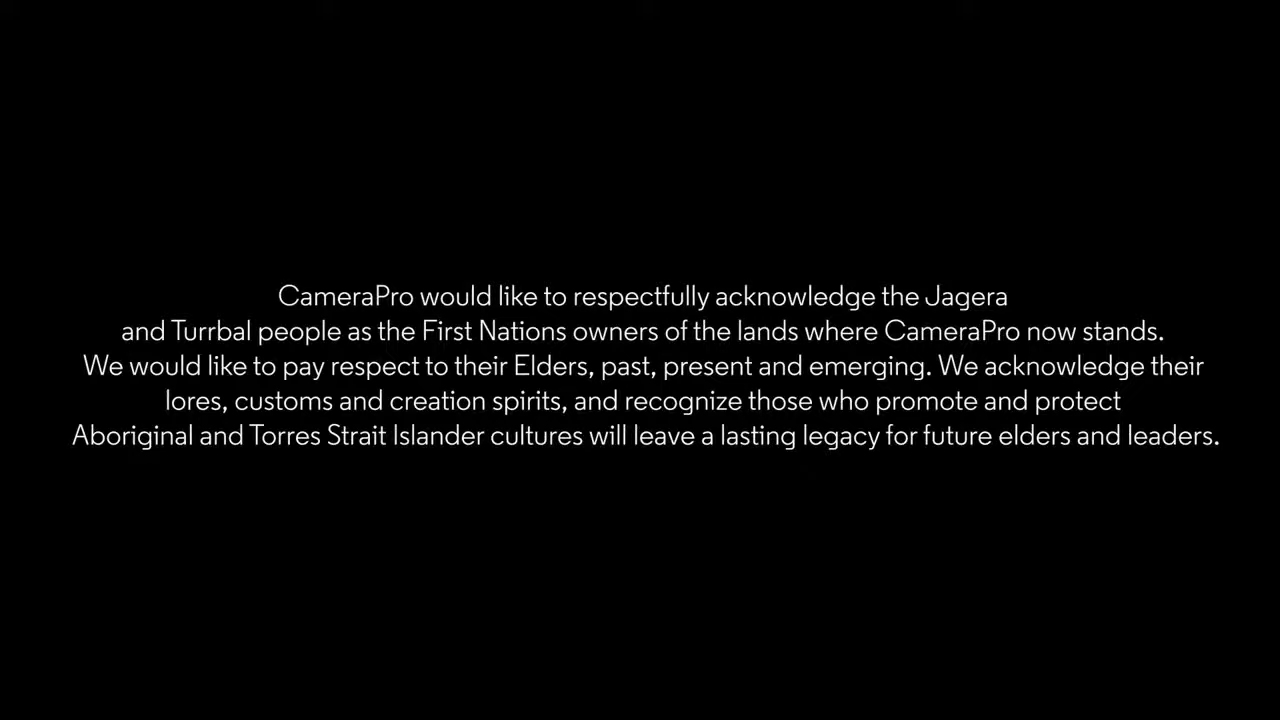 CameraPro would like to respectfully acknowledge the Jagera
and Turrbal people as the First Nations owners of the lands where CameraPro now stands.
We would like to pay respect to their Elders, past, present and emerging. We acknowledge their
lores, customs and creation spirits, and recognize those who promote and protect
Aboriginal and Torres Strait Islander cultures will leave a lasting legacy for future elders and leaders.